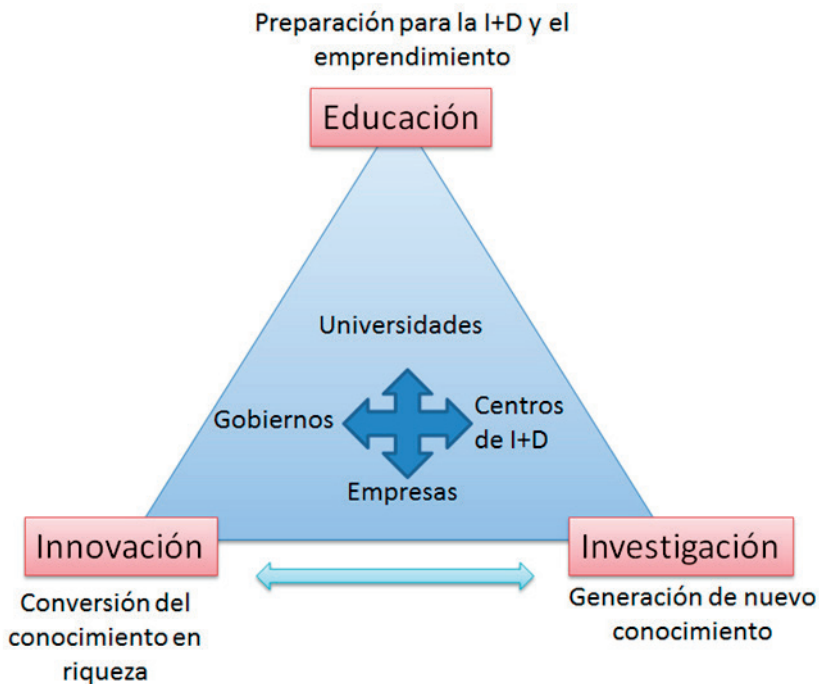 Preparación para la I+D y el
emprendimiento
Educación
Universidades
Gobiernos
Centros
de I+D
Empresas
Innovación
Investigación
Conversión del
conocimiento en
riqueza
Generación de nuevo
conocimiento